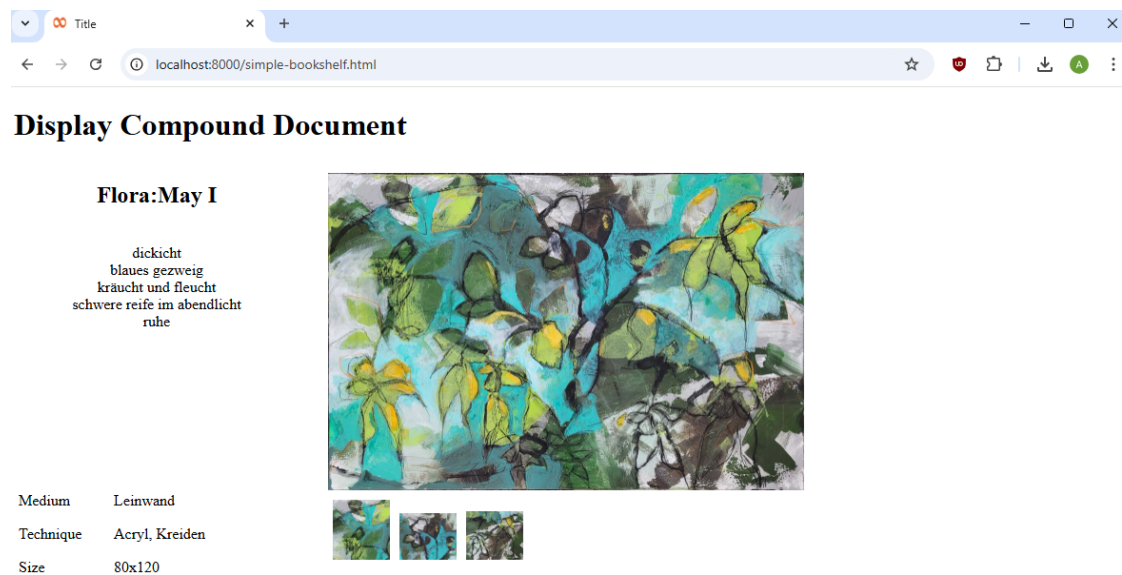 Title
localhost:8000/simple-bookshelf.html
A
Display Compound Document
Flora:May I
dickicht
blaues gezweig
kräucht und fleucht
schwere reife im abendlicht
ruhe
Medium Leinwand
Technique Acryl, Kreiden
Size 80x120